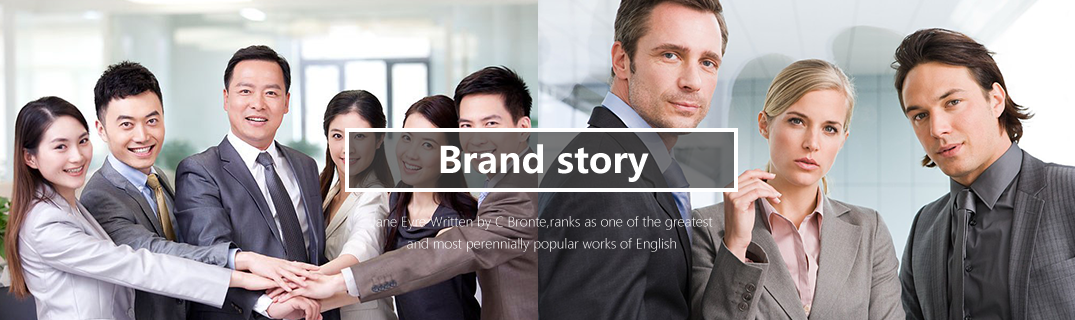 Brand story
Jane Eyre,Written by C Bronte,ranks as one of the greatest
and most perennially popular works of English